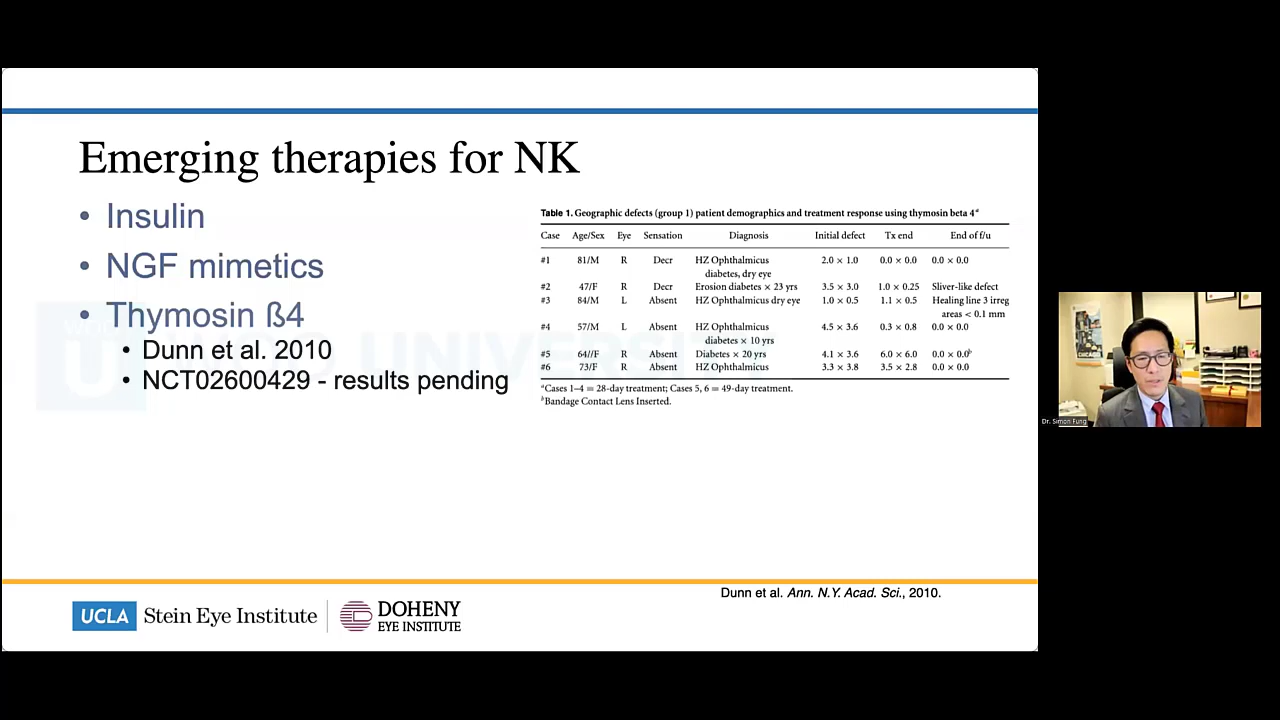 Emerging therapies for NK
• Insulin
• NGF mimetics
• Thymosin ß4
• Dunn et al. 2010
• NCT02600429 - results pending
Table 1. Geographic defects (group 1) patient demographics and treatment response using thymosin beta 4a
Case Age/Sex Eye Sensation Diagnosis Initial defect Tx end End of f/u
#1 81/M R Decr HZ Ophthalmicus 2.0 × 1.0 0.0 × 0.0 0.0 × 0.0
diabetes, dry eye
#2 47/F R Decr Erosion diabetes × 23 yrs 3.5 × 3.0 1.0 × 0.25 Sliver-like defect
#3 84/M L Absent HZ Ophthalmicus dry eye 1.0 × 0.5 1.1 × 0.5 Healing line 3 irreg
areas < 0.1 mm
#4 57/M L Absent HZ Ophthalmicus 4.5 × 3.6 0.3 × 0.8 0.0 × 0.0
diabetes × 10 yrs
#5 64//F R Absent Diabetes × 20 yrs 4.1 × 3.6 6.0 × 6.0 0.0 × 0.0b
#6 73/F R Absent HZ Ophthalmicus 3.3 × 3.8 3.5 × 2.8 0.0 × 0.0
aCases 1–4 = 28-day treatment; Cases 5, 6 = 49-day treatment.
bBandage Contact Lens Inserted.
Dunn et al. Ann. N.Y. Acad. Sci., 2010.
UCLA Stein Eye Institute
DOHENY
EYE INSTITUTE
Dr. Simon Fung